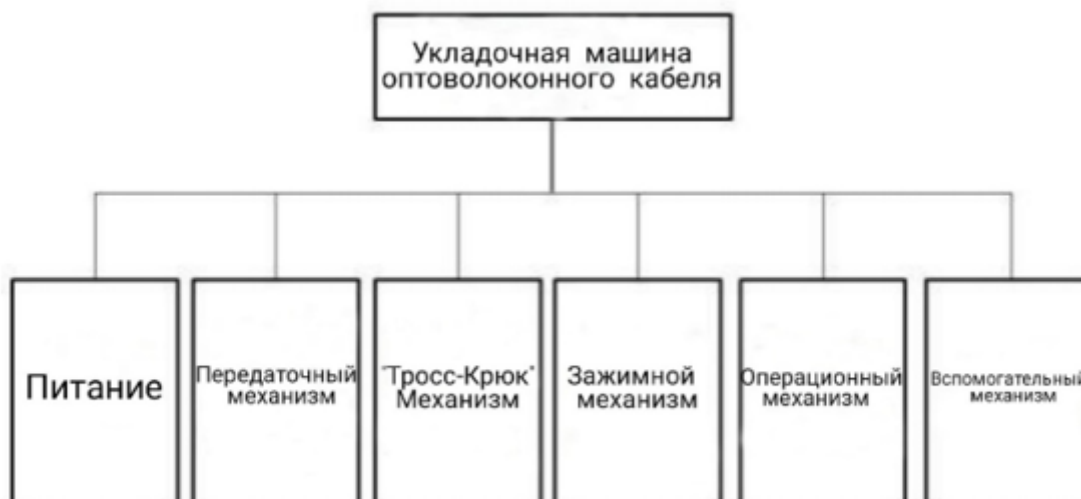 Укладочная машина
оптоволоконного кабеля
Питание
Передаточный
механизм
"Тросс-Крюк"
Механизм
Зажимной
механизм
Операционный
механизм
Вспомогательный
механизм